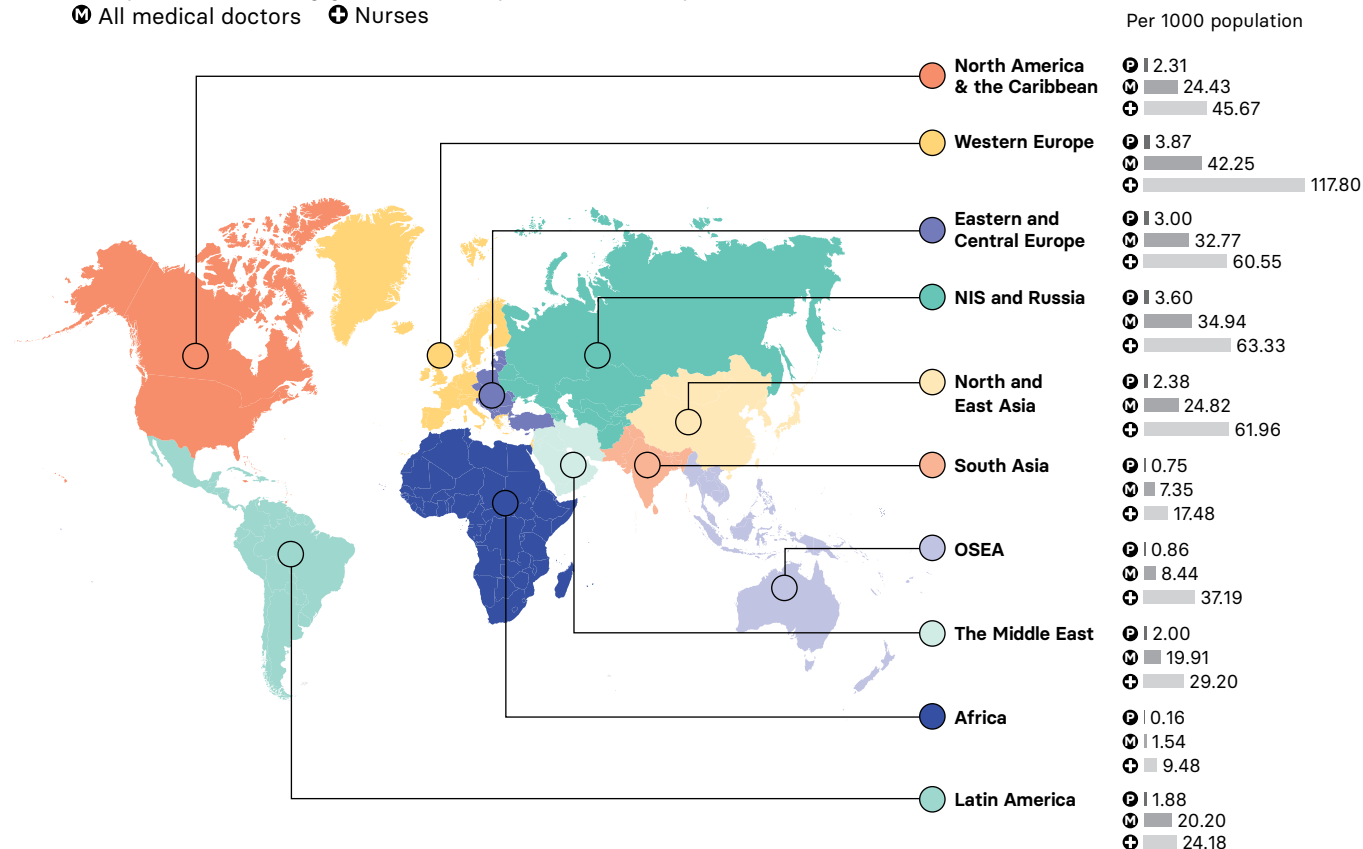 M All medical doctors + Nurses
Per 1000 population
North America
& the Caribbean
P 2.31
M 24.43
+ 45.67
Western Europe
P 3.87
M 42.25
+ 117.80
Eastern and
Central Europe
P 3.00
M 32.77
+ 60.55
NIS and Russia
P 3.60
M 34.94
+ 63.33
North and
East Asia
P 2.38
M 24.82
+ 61.96
South Asia
P 0.75
M 7.35
+ 17.48
OSEA
P 0.86
M 8.44
+ 37.19
The Middle East
P 2.00
M 19.91
+ 29.20
Africa
P 0.16
M 1.54
+ 9.48
Latin America
P 1.88
M 20.20
+ 24.18